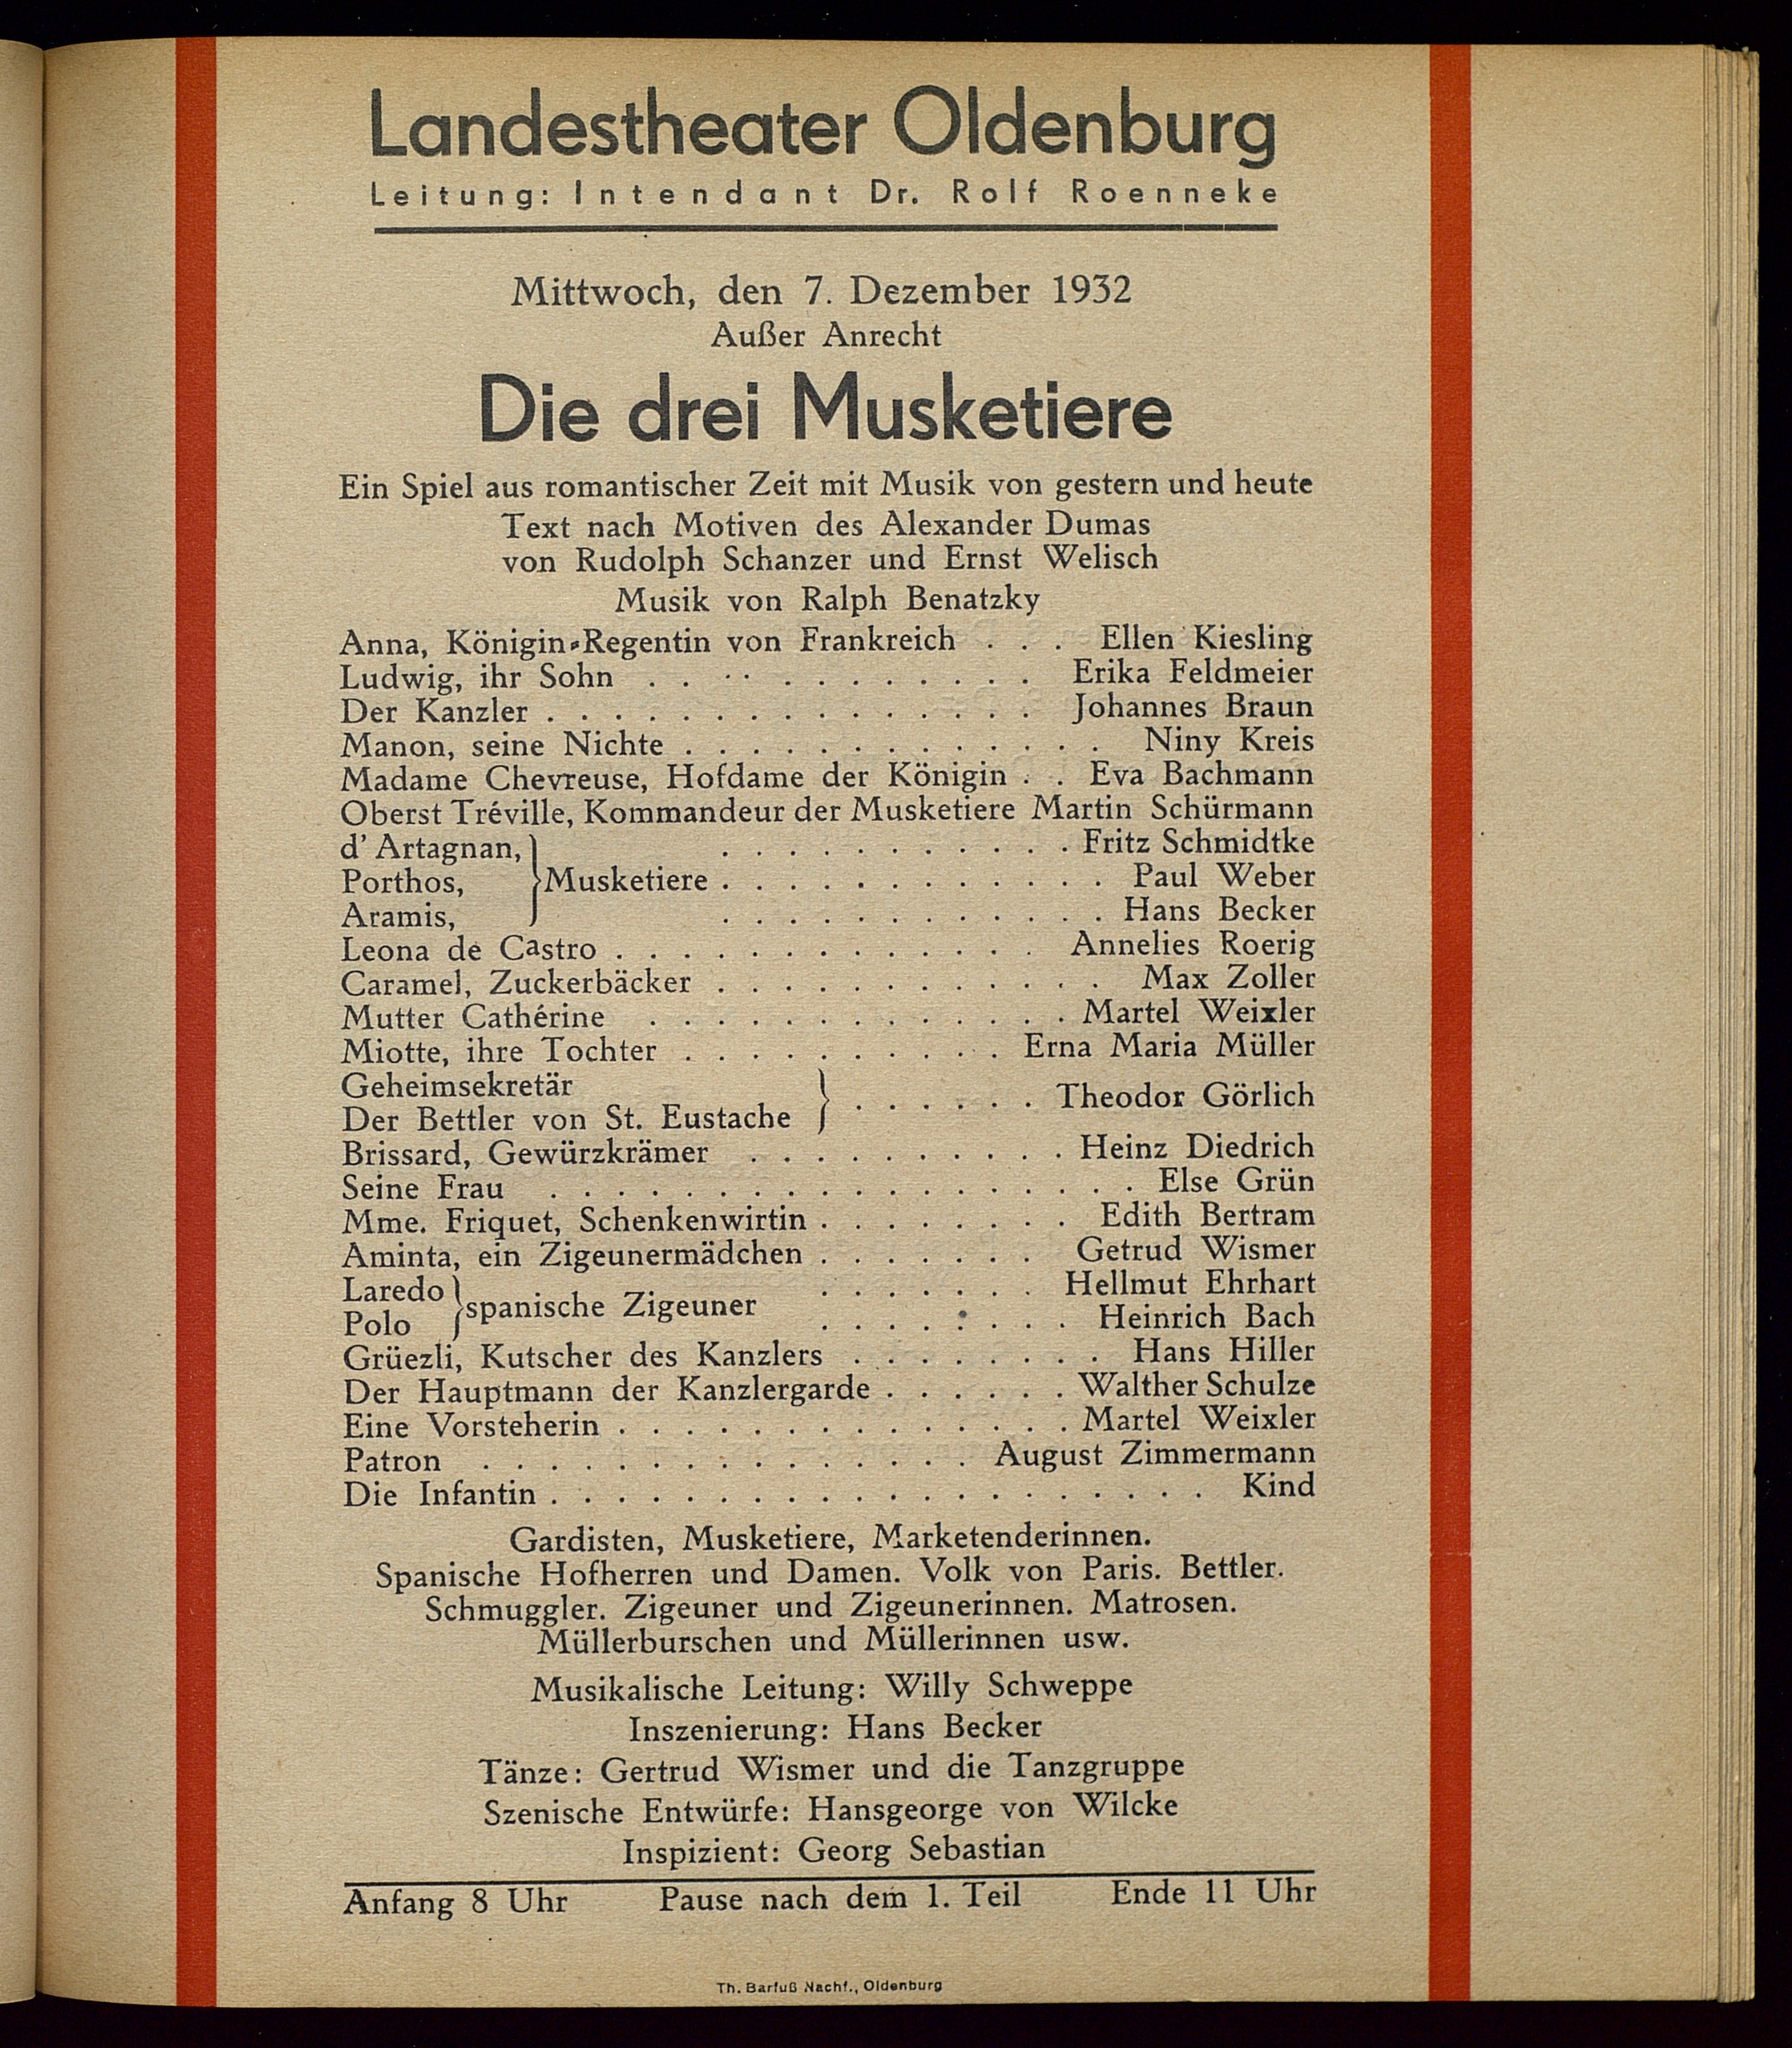 Landestheater Oldenburg
Leitung: Intendant Dr. Rolf Roenneke
Mittwoch, den 7. Dezember 1932
Außer Anrecht
Die drei Musketiere
Ein Spiel aus romantischer Zeit mit Musik von gestern und heute
Text nach Motiven des Alexander Dumas
von Rudolph Schanzer und Ernst Welisch
Musik von Ralph Benatzky
Anna, Königin-Regentin von Frankreich . . . Ellen Kiesling
Ludwig, ihr Sohn . . . . . . . . . . . . Erika Feldmeier
Der Kanzler . . . . . . . . . . . . . . . Johannes Braun
Manon, seine Nichte . . . . . . . . . . . . . Niny Kreis
Madame Chevreuse, Hofdame der Königin . . Eva Bachmann
Oberst Tréville, Kommandeur der Musketiere Martin Schürmann
d' Artagnan, . . . . . . . . . . . Fritz Schmidtke
Porthos, } Musketiere . . . . . . . . . . . . Paul Weber
Aramis, . . . . . . . . . . . . Hans Becker
Leona de Castro . . . . . . . . . . . . . Annelies Roerig
Caramel, Zuckerbäcker . . . . . . . . . . . . Max Zoller
Mutter Cathérine . . . . . . . . . . . . . Martel Weixler
Miotte, ihre Tochter . . . . . . . . . . Erna Maria Müller
Geheimsekretär
Der Bettler von St. Eustache } . . . . . . Theodor Görlich
Brissard, Gewürzkrämer . . . . . . . . . . Heinz Diedrich
Seine Frau . . . . . . . . . . . . . . . . . . Else Grün
Mme. Friquet, Schenkenwirtin . . . . . . . . Edith Bertram
Aminta, ein Zigeunermädchen . . . . . . . Getrud Wismer
Laredo . . . . . . . Hellmut Ehrhart
} spanische Zigeuner
Polo . . . . . . . . Heinrich Bach
Grüezli, Kutscher des Kanzlers . . . . . . . . Hans Hiller
Der Hauptmann der Kanzlergarde . . . . . . Walther Schulze
Eine Vorsteherin . . . . . . . . . . . . . . Martel Weixler
Patron . . . . . . . . . . . . . . . August Zimmermann
Die Infantin . . . . . . . . . . . . . . . . . . . . Kind
Gardisten, Musketiere, Marketenderinnen.
Spanische Hofherren und Damen. Volk von Paris. Bettler.
Schmuggler. Zigeuner und Zigeunerinnen. Matrosen.
Müllerburschen und Müllerinnen usw.
Musikalische Leitung: Willy Schweppe
Inszenierung: Hans Becker
Tänze: Gertrud Wismer und die Tanzgruppe
Szenische Entwürfe: Hansgeorge von Wilcke
Inspizient: Georg Sebastian
Anfang 8 Uhr Pause nach dem 1. Teil Ende 11 Uhr
Th. Barfuß Nachf., Oldenburg